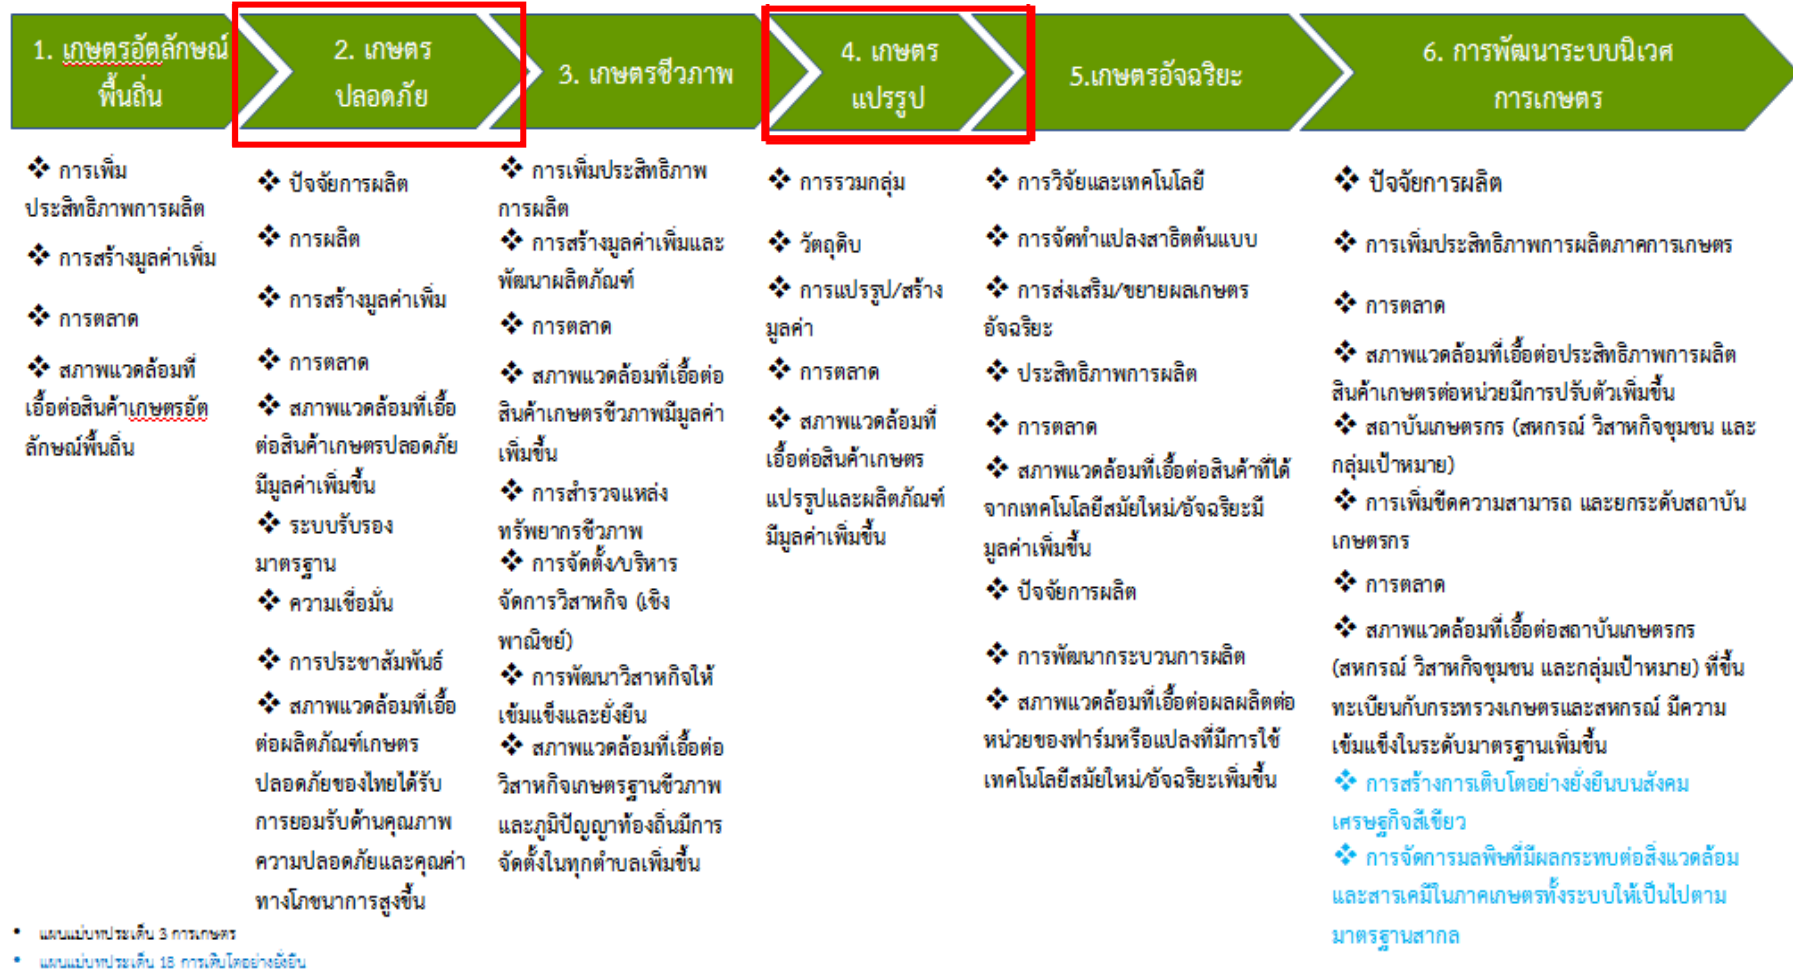 1. เกษตรอัตลักษณ์
พื้นถิ่น
2. เกษตร
ปลอดภัย
3. เกษตรชีวภาพ
4. เกษตร
แปรรูป
5.เกษตรอัจฉริยะ
6. การพัฒนาระบบนิเวศ
การเกษตร
❖ การเพิ่ม
ประสิทธิภาพการผลิต
❖ การสร้างมูลค่าเพิ่ม
❖ การตลาด
❖ สภาพแวดล้อมที่
เอื้อต่อสินค้าเกษตรอัต
ลักษณ์พื้นถิ่น
❖ ปัจจัยการผลิต
❖ การผลิต
❖ การสร้างมูลค่าเพิ่ม
❖ การตลาด
❖ สภาพแวดล้อมที่เอื้อ
ต่อสินค้าเกษตรปลอดภัย
มีมูลค่าเพิ่มขึ้น
❖ ระบบรับรอง
มาตรฐาน
❖ ความเชื่อมั่น
❖ การประชาสัมพันธ์
❖ สภาพแวดล้อมที่เอื้อ
ต่อผลิตภัณฑ์เกษตร
ปลอดภัยของไทยได้รับ
การยอมรับด้านคุณภาพ
ความปลอดภัยและคุณค่า
ทางโภชนาการสูงขึ้น
❖ การเพิ่มประสิทธิภาพ
การผลิต
❖ การสร้างมูลค่าเพิ่มและ
พัฒนาผลิตภัณฑ์
❖ การตลาด
❖ สภาพแวดล้อมที่เอื้อต่อ
สินค้าเกษตรชีวภาพมีมูลค่า
เพิ่มขึ้น
❖ การสำรวจแหล่ง
ทรัพยากรชีวภาพ
❖ การจัดตั้ง/บริหาร
จัดการวิสาหกิจ (เชิง
พาณิชย์)
❖ การพัฒนาวิสาหกิจให้
เข้มแข็งและยั่งยืน
❖ สภาพแวดล้อมที่เอื้อต่อ
วิสาหกิจเกษตรฐานชีวภาพ
และภูมิปัญญาท้องถิ่นมีการ
จัดตั้งในทุกตำบลเพิ่มขึ้น
❖ การรวมกลุ่ม
❖ วัตถุดิบ
❖ การแปรรูป/สร้าง
มูลค่า
❖ การตลาด
❖ สภาพแวดล้อมที่
เอื้อต่อสินค้าเกษตร
แปรรูปและผลิตภัณฑ์
มีมูลค่าเพิ่มขึ้น
❖ การวิจัยและเทคโนโลยี
❖ การจัดทำแปลงสาธิตต้นแบบ
❖ การส่งเสริม/ขยายผลเกษตร
อัจฉริยะ
❖ ประสิทธิภาพการผลิต
❖ การตลาด
❖ สภาพแวดล้อมที่เอื้อต่อสินค้าที่ได้
จากเทคโนโลยีสมัยใหม่/อัจฉริยะมี
มูลค่าเพิ่มขึ้น
❖ ปัจจัยการผลิต
❖ การพัฒนากระบวนการผลิต
❖ สภาพแวดล้อมที่เอื้อต่อผลผลิตต่อ
หน่วยของฟาร์มหรือแปลงที่มีการใช้
เทคโนโลยีสมัยใหม่/อัจฉริยะเพิ่มขึ้น
❖ ปัจจัยการผลิต
❖ การเพิ่มประสิทธิภาพการผลิตภาคการเกษตร
❖ การตลาด
❖ สภาพแวดล้อมที่เอื้อต่อประสิทธิภาพการผลิต
สินค้าเกษตรต่อหน่วยมีการปรับตัวเพิ่มขึ้น
❖ สถาบันเกษตรกร (สหกรณ์ วิสาหกิจชุมชน และ
กลุ่มเป้าหมาย)
❖ การเพิ่มขีดความสามารถ และยกระดับสถาบัน
เกษตรกร
❖ การตลาด
❖ สภาพแวดล้อมที่เอื้อต่อสถาบันเกษตรกร
(สหกรณ์ วิสาหกิจชุมชน และกลุ่มเป้าหมาย) ที่ขึ้น
ทะเบียนกับกระทรวงเกษตรและสหกรณ์ มีความ
เข้มแข็งในระดับมาตรฐานเพิ่มขึ้น
❖ การสร้างการเติบโตอย่างยั่งยืนบนสังคม
เศรษฐกิจสีเขียว
❖ การจัดการมลพิษที่มีผลกระทบต่อสิ่งแวดล้อม
และสารเคมีในภาคเกษตรทั้งระบบให้เป็นไปตาม
มาตรฐานสากล
• แผนแม่บทประเด็น 3 การเกษตร
• แผนแม่บทประเด็น 18 การเติบโตอย่างยั่งยืน